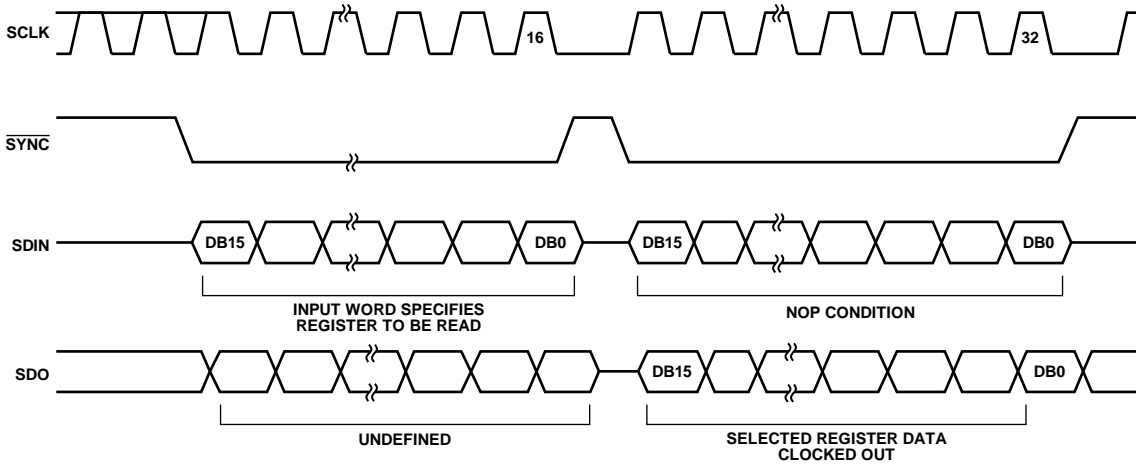 SCLK
16
32
SYNC
SDIN
DB15
DB0
DB15
DB0
INPUT WORD SPECIFIES
REGISTER TO BE READ
NOP CONDITION
SDO
DB15
DB0
UNDEFINED
SELECTED REGISTER DATA
CLOCKED OUT